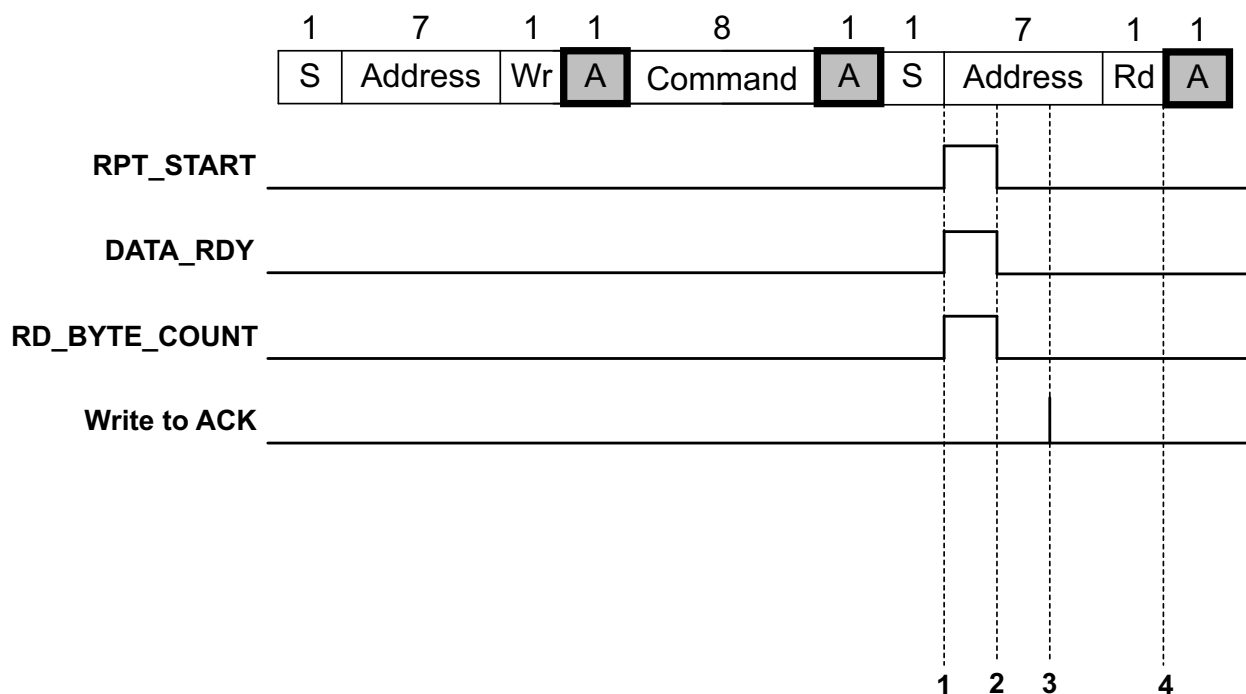 1 7 1 1 8 1 1 7 1 1
S Address Wr A Command A S Address Rd A
RPT_START
DATA_RDY
RD_BYTE_COUNT
Write to ACK
1 2 3 4